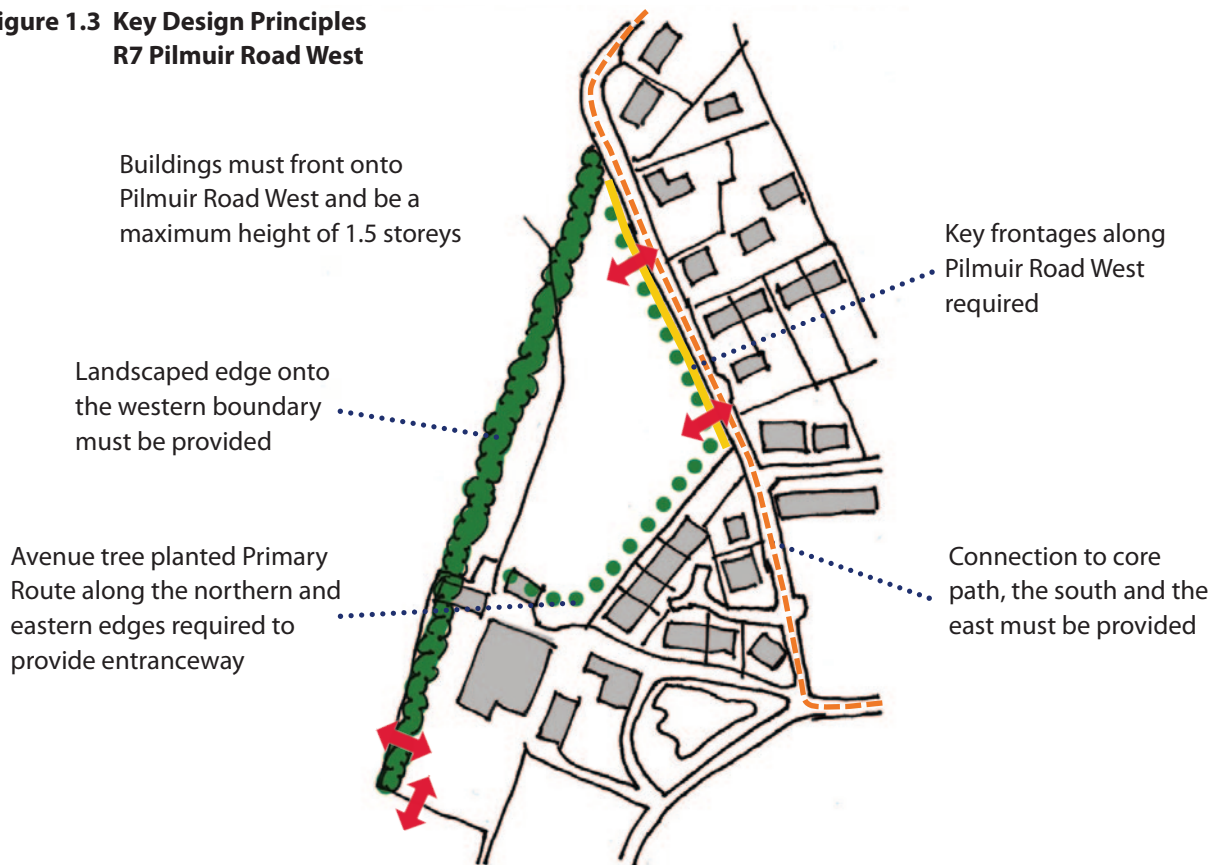 igure 1.3 Key Design Principles
R7 Pilmuir Road West
Buildings must front onto
Pilmuir Road West and be a
maximum height of 1.5 storeys
Key frontages along
Pilmuir Road West
required
Landscaped edge onto
the western boundary
must be provided
Avenue tree planted Primary
Route along the northern and
eastern edges required to
provide entranceway
Connection to core
path, the south and the
east must be provided